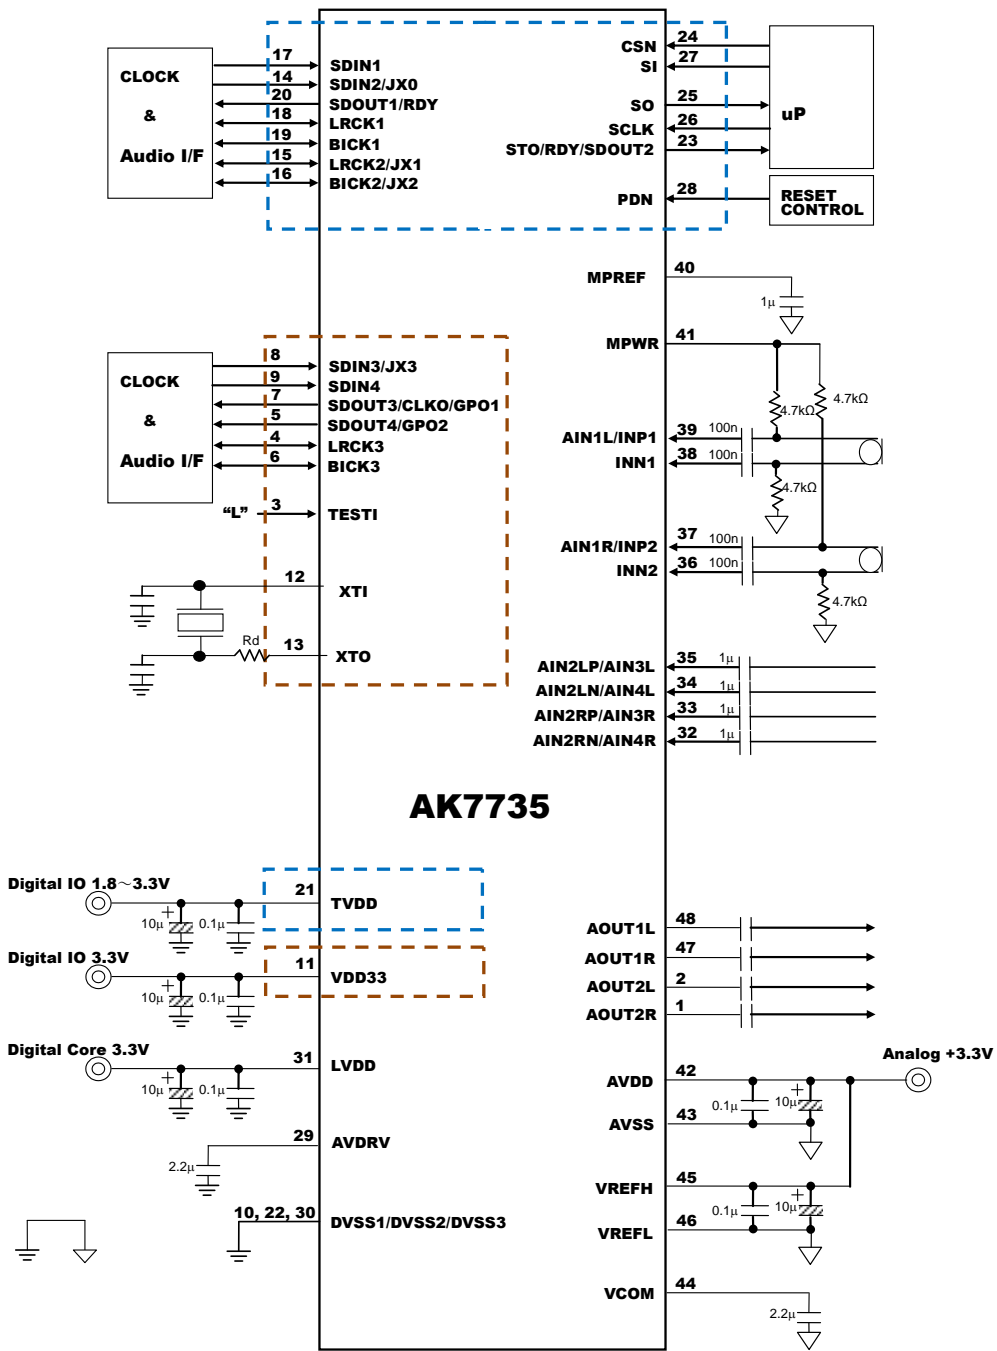 CLOCK
&
Audio I/F
17 SDIN1
14 SDIN2/JX0
20 SDOUT1/RDY
18 LRCK1
19 BICK1
15 LRCK2/JX1
16 BICK2/JX2
CSN 24
SI 27
SO 25
SCLK 26
STO/RDY/SDOUT2 23
uP
PDN 28
RESET
CONTROL
MPREF 40
1μ
MPWR 41
4.7kΩ
4.7kΩ
AIN1L/INP1 39 100n
INN1 38 100n
4.7kΩ
AIN1R/INP2 37 100n
INN2 36 100n
4.7kΩ
CLOCK
&
Audio I/F
8 SDIN3/JX3
9 SDIN4
7 SDOUT3/CLKO/GPO1
5 SDOUT4/GPO2
4 LRCK3
6 BICK3
“L” 3 TESTI
12 XTI
Rd 13 XTO
AIN2LP/AIN3L 35 1μ
AIN2LN/AIN4L 34 1μ
AIN2RP/AIN3R 33 1μ
AIN2RN/AIN4R 32 1μ
AK7735
Digital IO 1.8～3.3V
21 TVDD
+
10μ 0.1μ
Digital IO 3.3V
11 VDD33
+
10μ 0.1μ
Digital Core 3.3V
31 LVDD
+
10μ 0.1μ
29 AVDRV
2.2μ
10, 22, 30 DVSS1/DVSS2/DVSS3
AOUT1L 48
AOUT1R 47
AOUT2L 2
AOUT2R 1
Analog +3.3V
AVDD 42
+
0.1μ 10μ
AVSS 43
VREFH 45
+
0.1μ 10μ
VREFL 46
VCOM 44
2.2μ